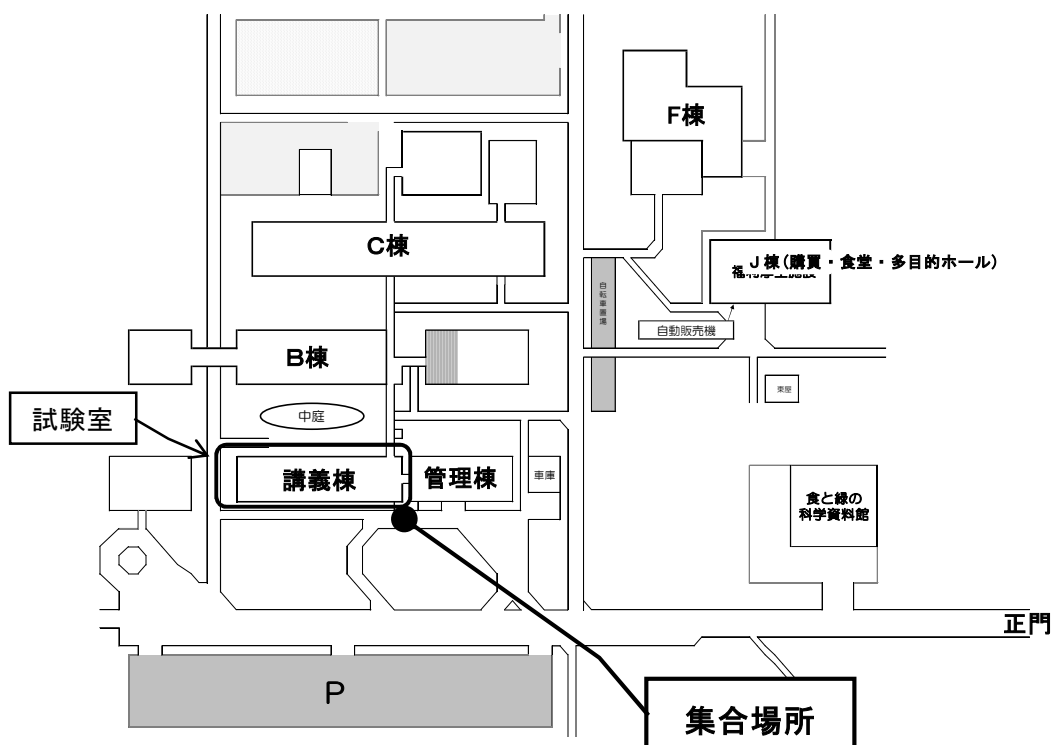 F棟
C棟
J棟(購買・食堂・多目的ホール)
自転車置場
自動販売機
B棟
東屋
試験室
中庭
講義棟
管理棟
車庫
食と緑の
科学資料館
正門
P
集合場所